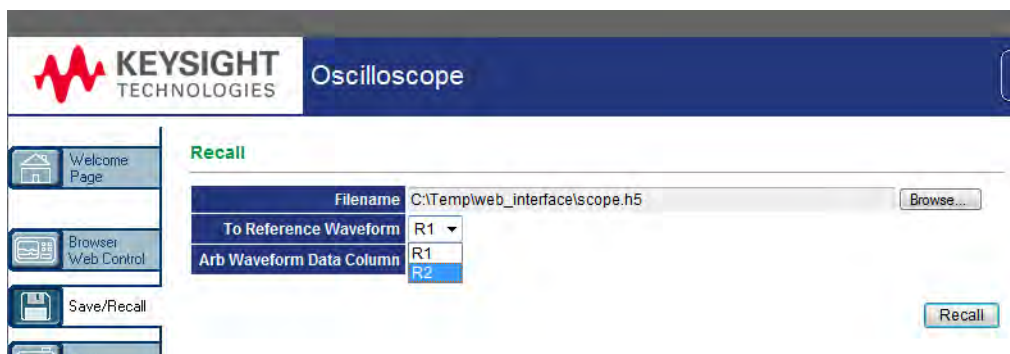 KEYSIGHT
TECHNOLOGIES
Oscilloscope
Welcome
Page
Browser
Web Control
Save/Recall
Recall
Filename C:\Temp\web_interface\scope.h5 Browse...
To Reference Waveform R1
Arb Waveform Data Column R1
R2
Recall